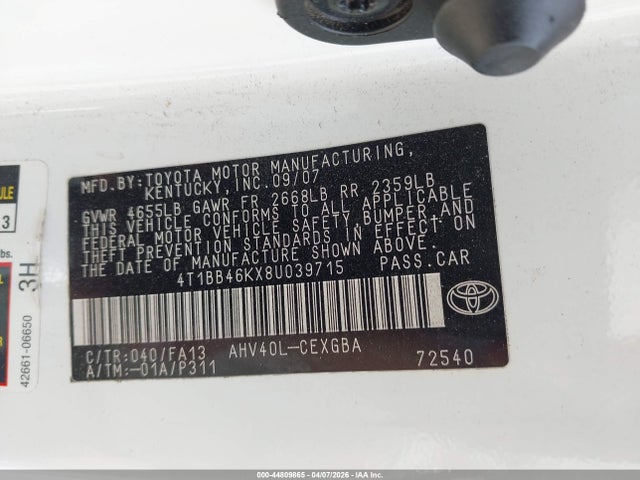 MFD.BY:TOYOTA MOTOR MANUFACTURING,
KENTUCKY, INC.09/07
GVWR 4655LB GAWR FR 2668LB RR 2359LB
THIS VEHICLE CONFORMS TO ALL APPLICABLE
FEDERAL MOTOR VEHICLE SAFETY, BUMPER, AND
THEFT PREVENTION STANDARDS IN EFFECT ON
THE DATE OF MANUFACTURE SHOWN ABOVE.
4T1BB46KX8U039715 PASS.CAR
C/TR:040/FA13 AHV40L-CEXGBA
A/TM:-01A/P311 72540
3H
42661-06650
lbs.
3
000-44809865 - 04/07/2026 - IAA Inc.